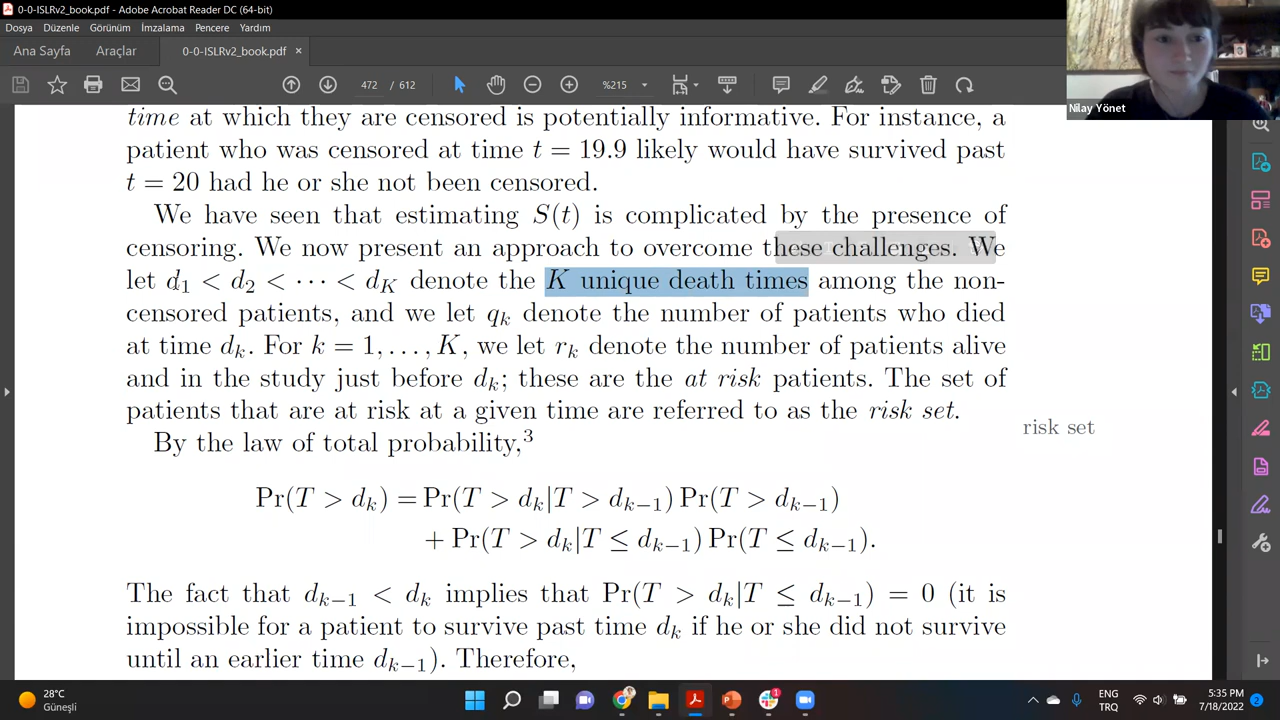 0-0-ISLRv2_book.pdf - Adobe Acrobat Reader DC (64-bit)
Dosya Düzenle Görünüm İmzalama Pencere Yardım
Ana Sayfa Araçlar 0-0-ISLRv2_book.pdf ×
472 / 612 %215
Nilay Yönet
time at which they are censored is potentially informative. For instance, a
patient who was censored at time t = 19.9 likely would have survived past
t = 20 had he or she not been censored.
We have seen that estimating S(t) is complicated by the presence of
censoring. We now present an approach to overcome these challenges. We
let d₁ < d₂ < ⋯ < d_K denote the K unique death times among the non-
censored patients, and we let q_k denote the number of patients who died
at time d_k. For k = 1, . . . , K, we let r_k denote the number of patients alive
and in the study just before d_k; these are the at risk patients. The set of
patients that are at risk at a given time are referred to as the risk set.
risk set
By the law of total probability,³
Pr(T > d_k) = Pr(T > d_k|T > d_{k−1}) Pr(T > d_{k−1})
+ Pr(T > d_k|T ≤ d_{k−1}) Pr(T ≤ d_{k−1}).
The fact that d_{k−1} < d_k implies that Pr(T > d_k|T ≤ d_{k−1}) = 0 (it is
impossible for a patient to survive past time d_k if he or she did not survive
until an earlier time d_{k−1}). Therefore,
28°C
Güneşli
ENG
TRQ
5:35 PM
7/18/2022
2
1